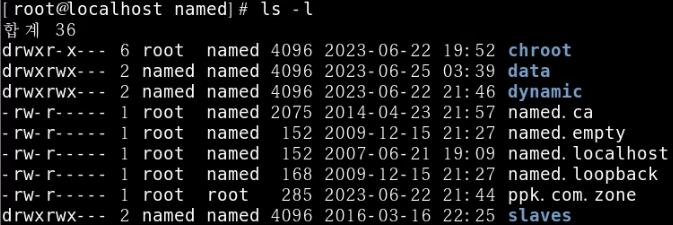 [root@localhost named]# ls -l
합계 36
drwxr-x--- 6 root named 4096 2023-06-22 19:52 chroot
drwxrwx--- 2 named named 4096 2023-06-25 03:39 data
drwxrwx--- 2 named named 4096 2023-06-22 21:46 dynamic
-rw-r----- 1 root named 2075 2014-04-23 21:57 named.ca
-rw-r----- 1 root named 152 2009-12-15 21:27 named.empty
-rw-r----- 1 root named 152 2007-06-21 19:09 named.localhost
-rw-r----- 1 root named 168 2009-12-15 21:27 named.loopback
-rw-r----- 1 root root 285 2023-06-22 21:44 ppk.com.zone
drwxrwx--- 2 named named 4096 2016-03-16 22:25 slaves